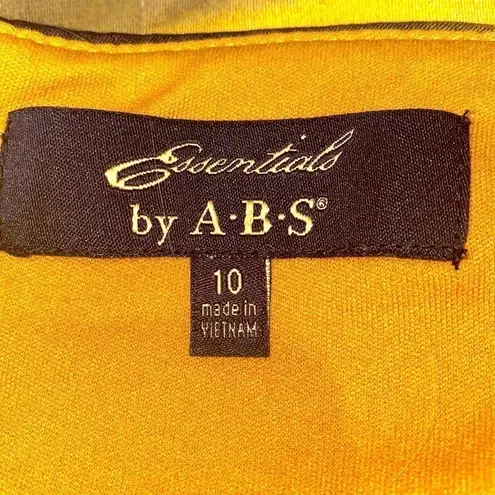 Essentials
by A·B·S®
10
made in
VIETNAM